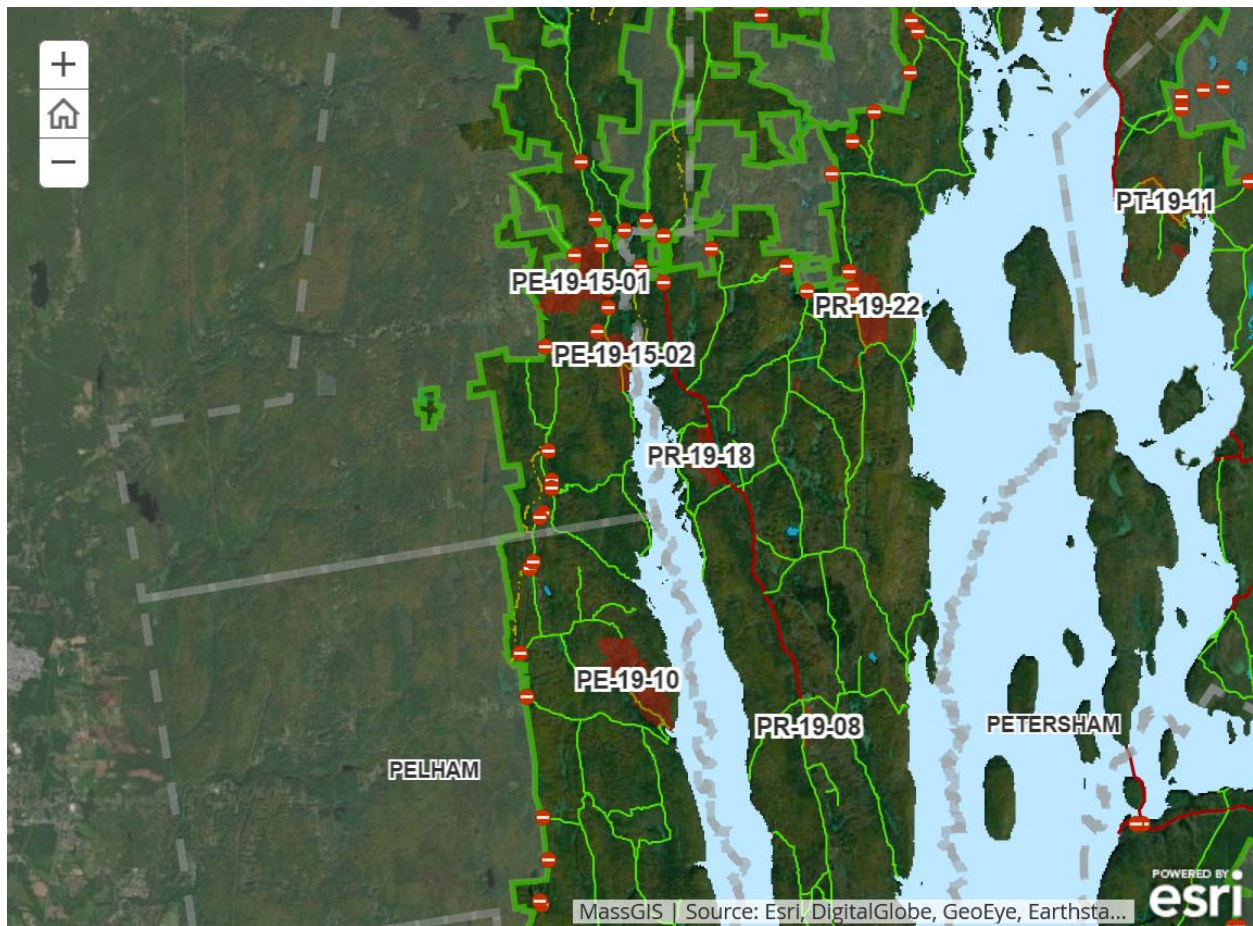 +
−
PT-19-11
PE-19-15-01
PR-19-22
PE-19-15-02
PR-19-18
PE-19-10
PR-19-08
PETERSHAM
PELHAM
POWERED BY
esri
MassGIS | Source: Esri, DigitalGlobe, GeoEye, Earthsta...